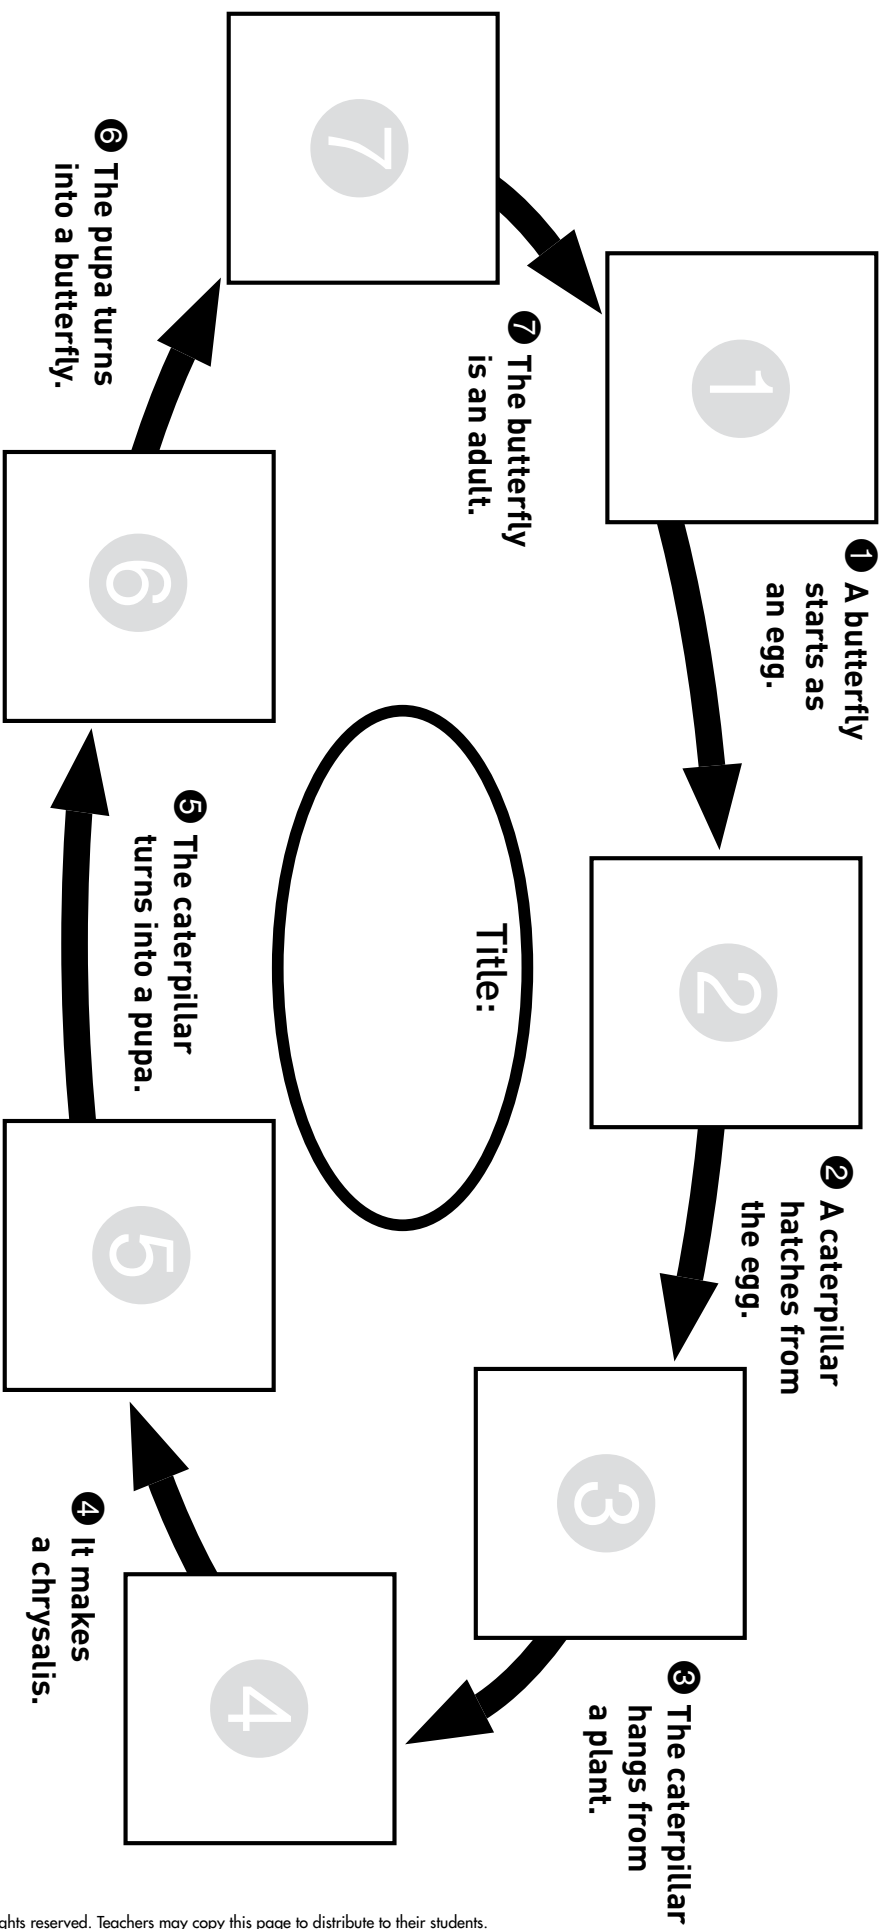 7
1
2
3
4
5
6
Title:
❶ A butterfly
starts as
an egg.
❷ A caterpillar
hatches from
the egg.
❸ The caterpillar
hangs from
a plant.
❹ It makes
a chrysalis.
❺ The caterpillar
turns into a pupa.
❻ The pupa turns
into a butterfly.
❼ The butterfly
is an adult.
reserved. Teachers may copy this page to distribute to their students.